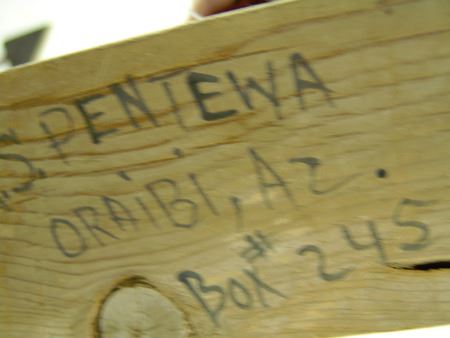 S. PENTEWA
ORAIBI, AZ.
BOX # 245